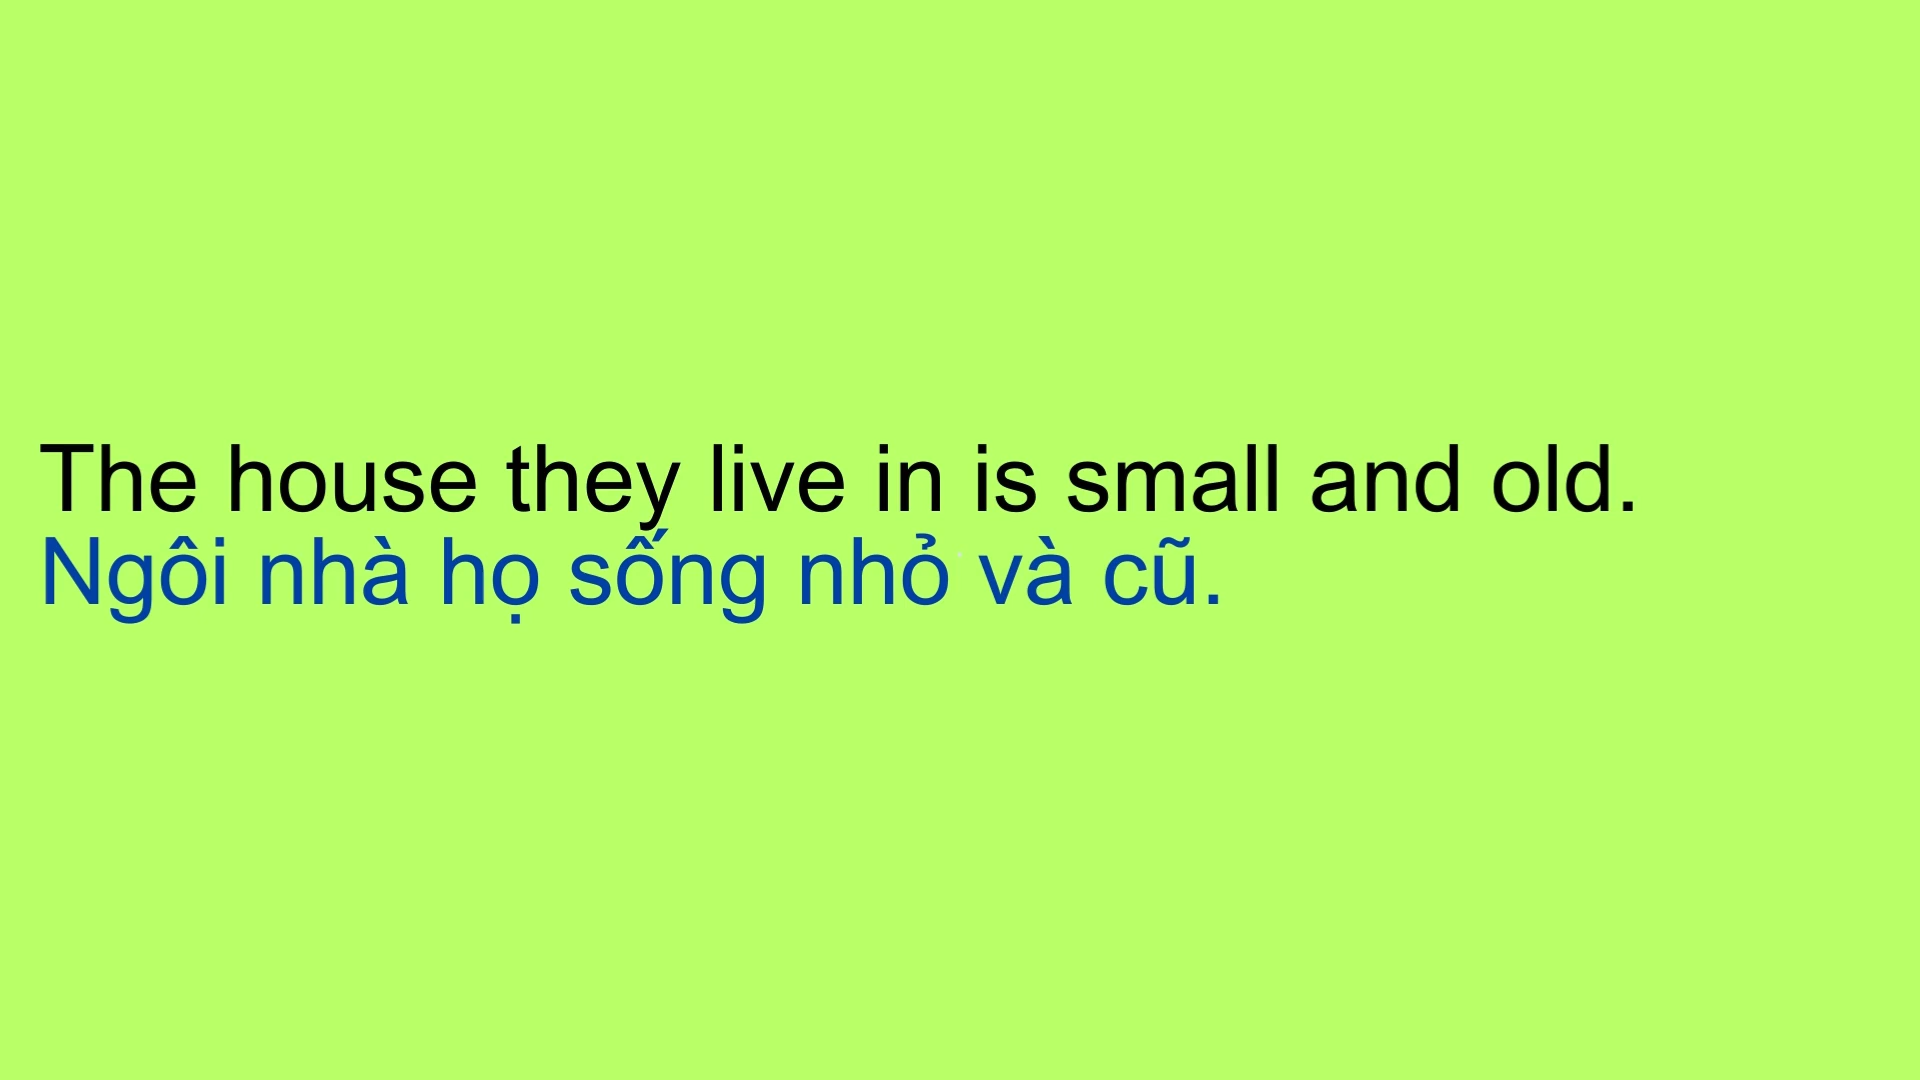 The house they live in is small and old.
Ngôi nhà họ sống nhỏ và cũ.